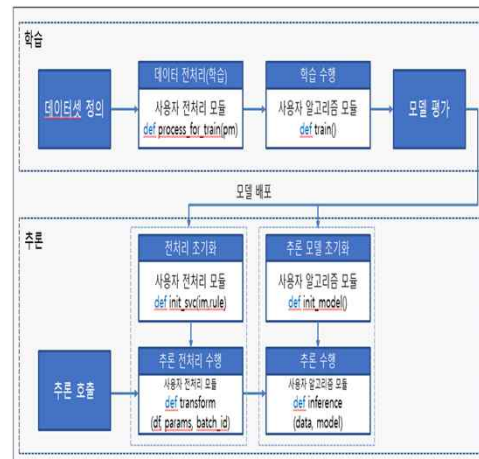 학습
데이터셋 정의
데이터 전처리(학습)
사용자 전처리 모듈
def process_for_train(pm)
학습 수행
사용자 알고리즘 모듈
def train()
모델 평가
모델 배포
추론
전처리 초기화
사용자 전처리 모듈
def init_svc(im.rule)
추론 모델 초기화
사용자 알고리즘 모듈
def init_model()
추론 호출
추론 전처리 수행
사용자 전처리 모듈
def transform
(df, params, batch_id)
추론 수행
사용자 알고리즘 모듈
def inference
(data, model)